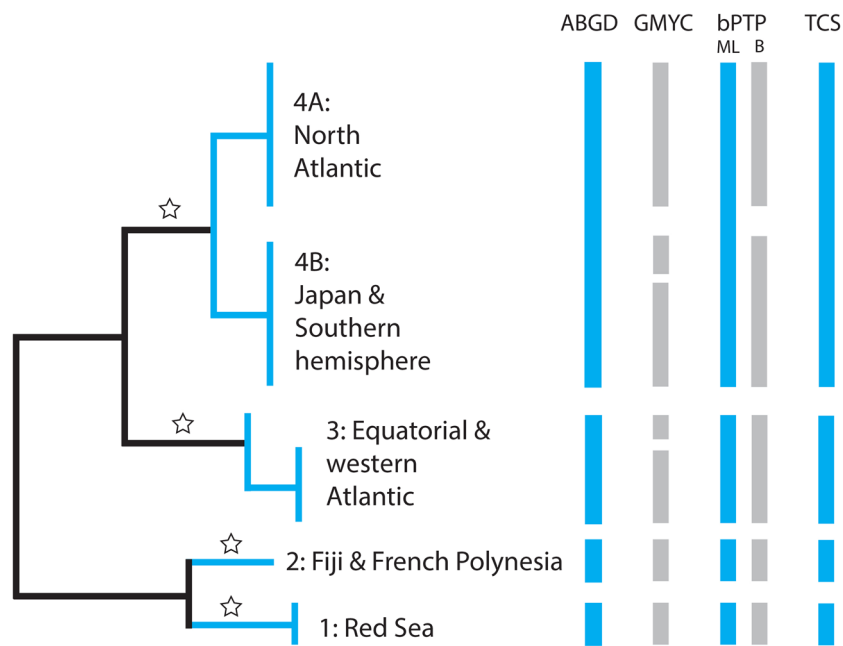 ABGD GMYC bPTP TCS
ML B
4A:
North
Atlantic
4B:
Japan &
Southern
hemisphere
3: Equatorial &
western
Atlantic
2: Fiji & French Polynesia
1: Red Sea